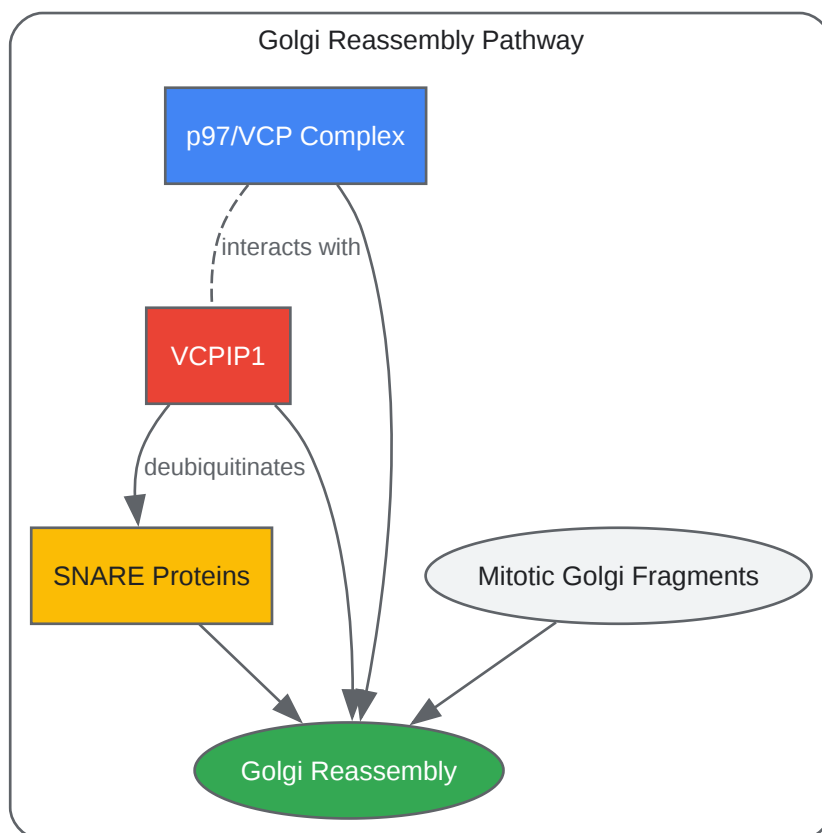 Golgi Reassembly Pathway
p97/VCP Complex
interacts with
VCPIP1
deubiquitinates
SNARE Proteins
Mitotic Golgi Fragments
Golgi Reassembly